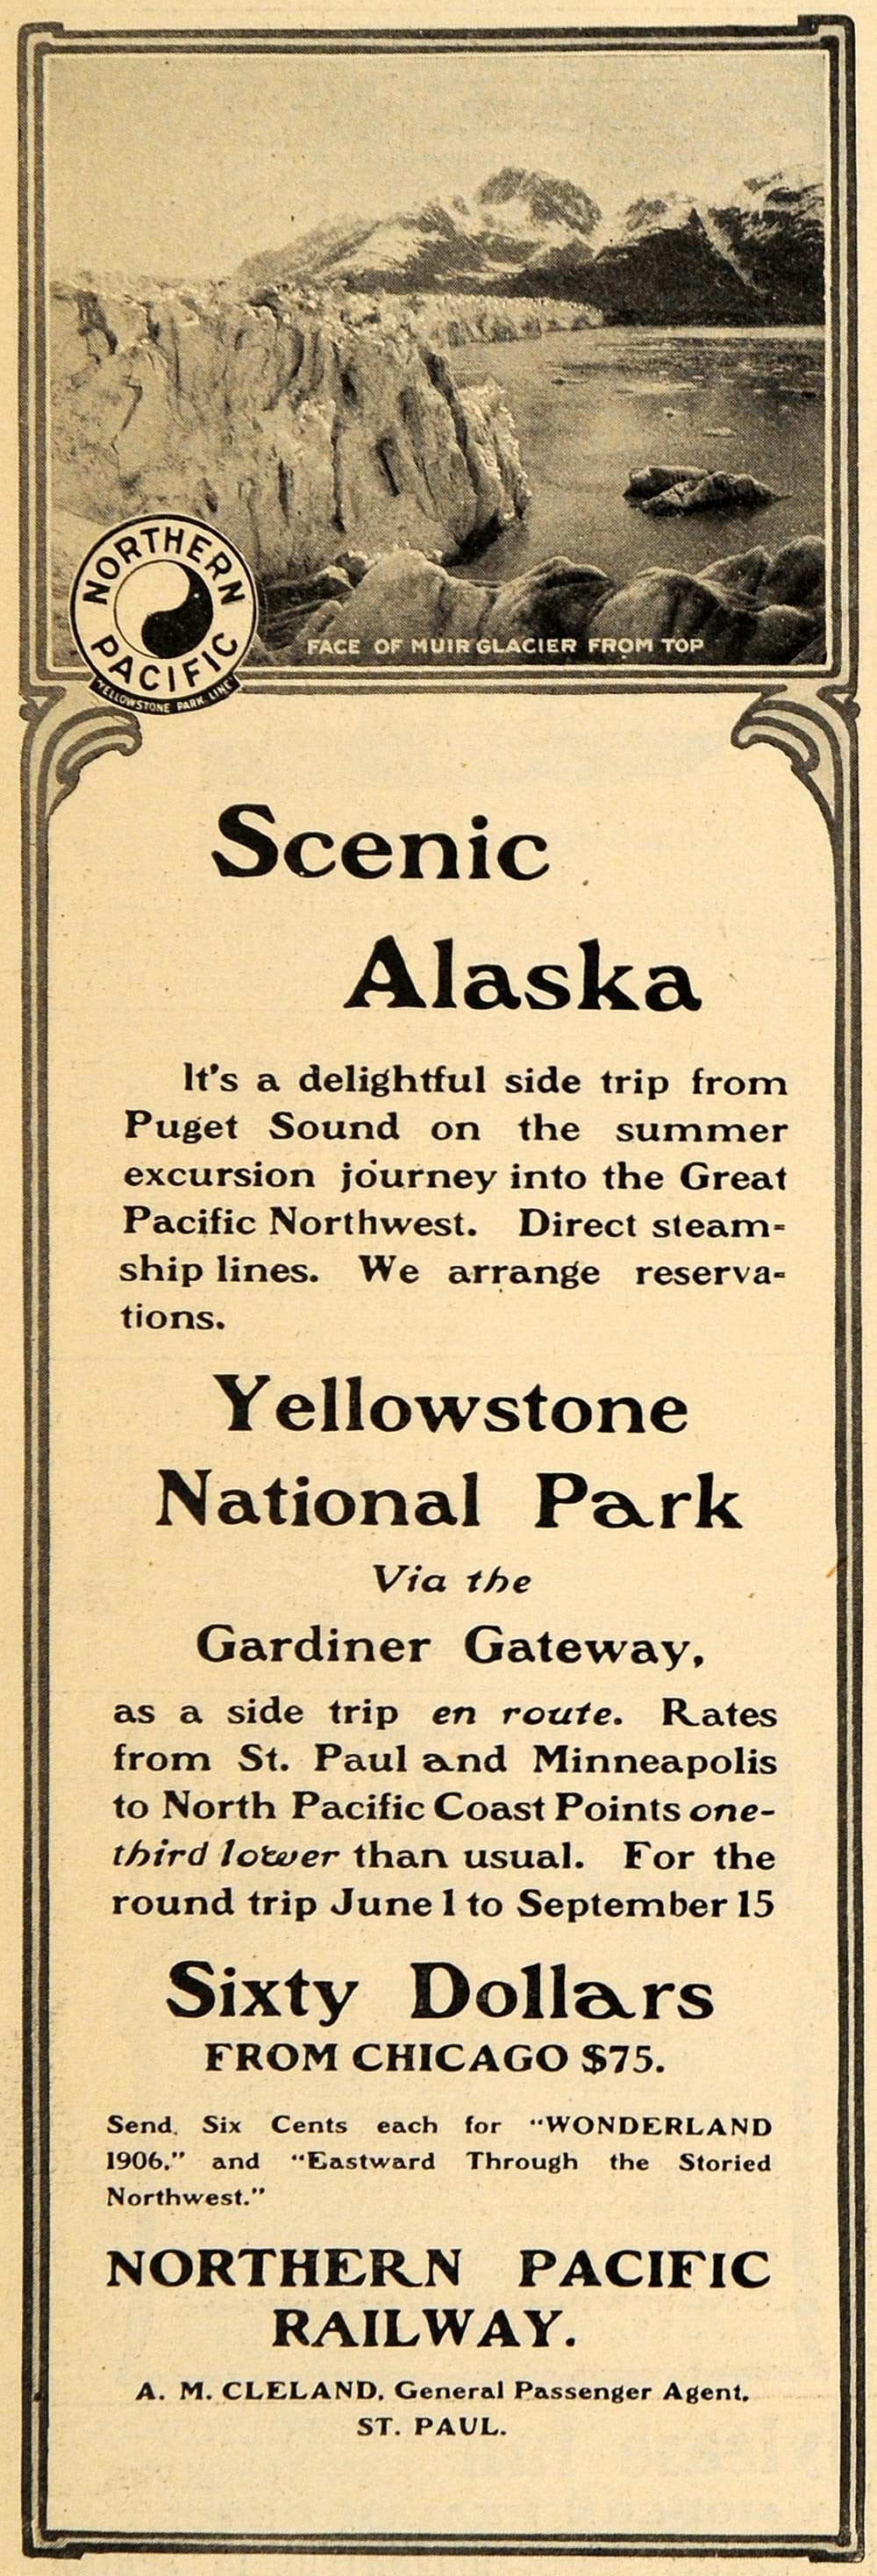 NORTHERN
PACIFIC
YELLOWSTONE PARK LINE
FACE OF MUIR GLACIER FROM TOP
Scenic
Alaska
It's a delightful side trip from
Puget Sound on the summer
excursion journey into the Great
Pacific Northwest. Direct steam-
ship lines. We arrange reserva-
tions.
Yellowstone
National Park
Via the
Gardiner Gateway,
as a side trip en route. Rates
from St. Paul and Minneapolis
to North Pacific Coast Points one-
third lower than usual. For the
round trip June 1 to September 15
Sixty Dollars
FROM CHICAGO $75.
Send Six Cents each for "WONDERLAND
1906," and "Eastward Through the Storied
Northwest."
NORTHERN PACIFIC
RAILWAY.
A. M. CLELAND, General Passenger Agent,
ST. PAUL.